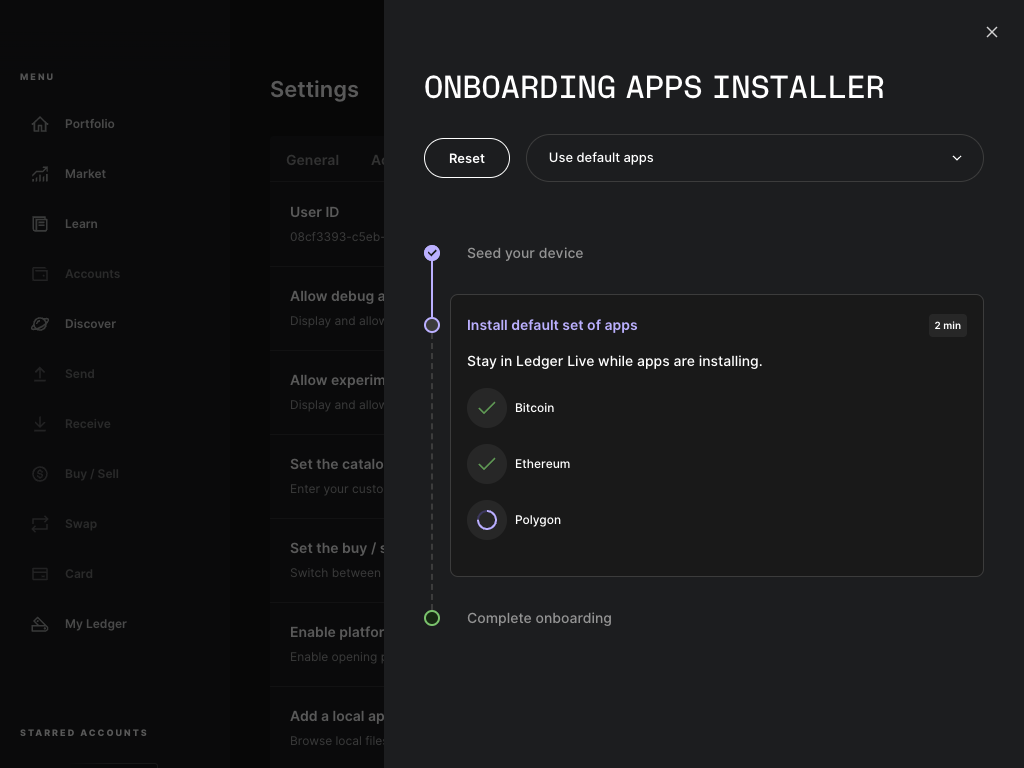 MENU
Portfolio
Market
Learn
Accounts
Discover
Send
Receive
Buy / Sell
Swap
Card
My Ledger
STARRED ACCOUNTS
Settings
General
User ID
08cf3393-c5eb-
Allow debug a
Display and allow
Allow experim
Display and allow
Set the catalo
Enter your custo
Set the buy / s
Switch between
Enable platfor
Enable opening p
Add a local ap
Browse local files
ONBOARDING APPS INSTALLER
Reset
Use default apps
Seed your device
Install default set of apps
2 min
Stay in Ledger Live while apps are installing.
Bitcoin
Ethereum
Polygon
Complete onboarding